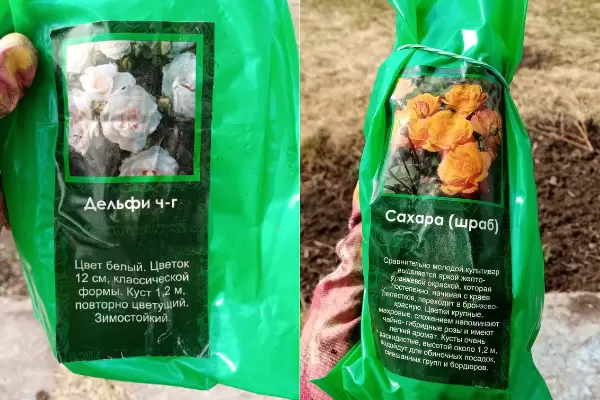 Дельфи ч-г
Цвет белый. Цветок
12 см, классической
формы. Куст 1,2 м,
повторно цветущий.
Зимостойкий.
Сахара (шраб)
Сравнительно молодой культивар
выделяется яркой желто-
оранжевой окраской, которая
постепенно, начиная с краев
лепестков, переходит в бронзово-
красную. Цветки крупные,
махровые, сложением напоминают
чайно-гибридные розы и имеют
легкий аромат. Кусты очень
раскидистые, высотой около 1,2 м.
Подойдут для обиночных посадок,
смешанных групп и бордюров.